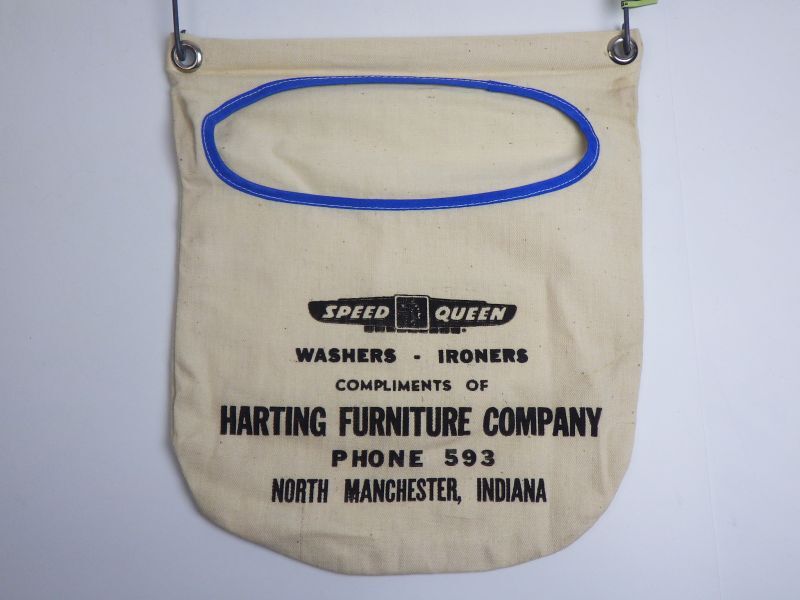 SPEED QUEEN
WASHERS - IRONERS
COMPLIMENTS OF
HARTING FURNITURE COMPANY
PHONE 593
NORTH MANCHESTER, INDIANA